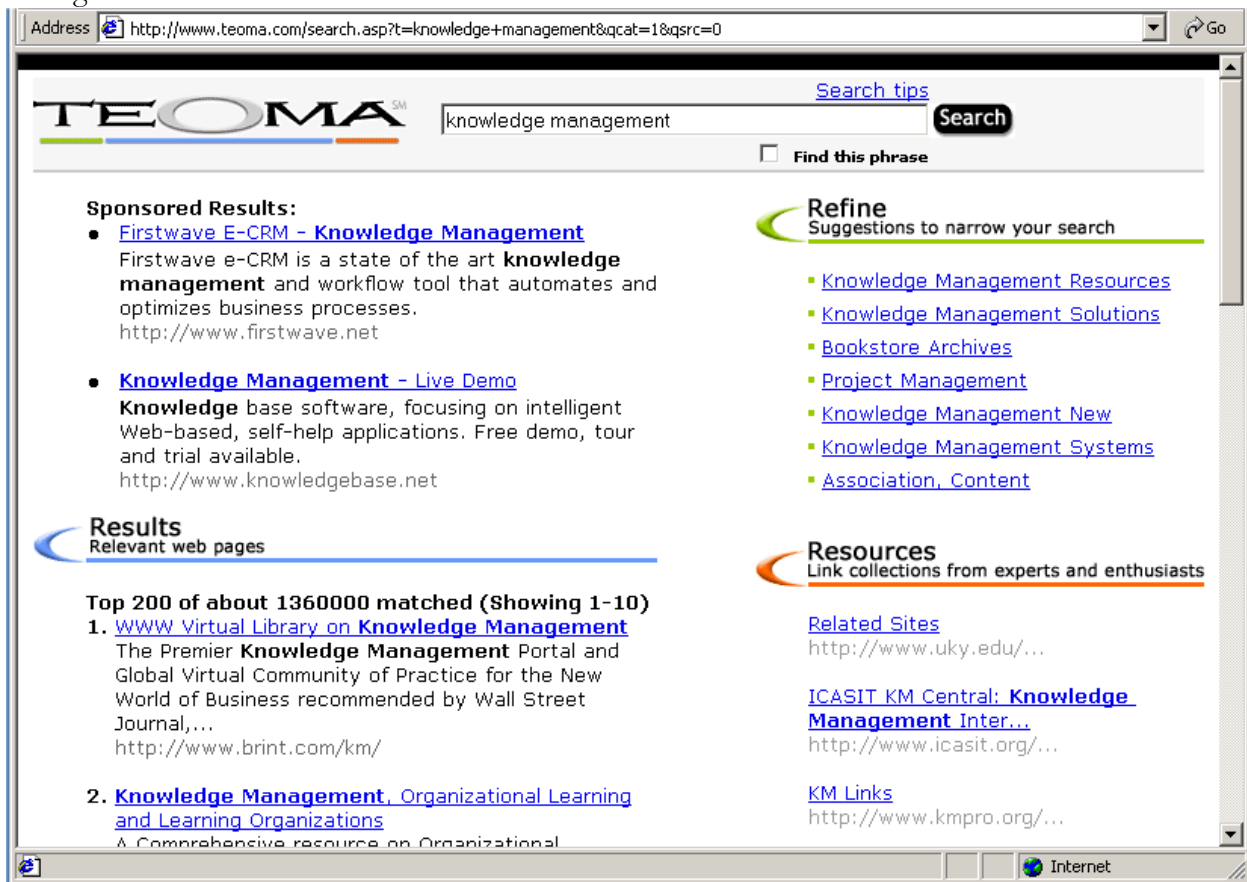 Address http://www.teoma.com/search.asp?t=knowledge+management&qcat=1&qsrc=0 Go
Search tips
TEOMA SM knowledge management Search
Find this phrase
Sponsored Results:
• Firstwave E-CRM - Knowledge Management
Firstwave e-CRM is a state of the art knowledge
management and workflow tool that automates and
optimizes business processes.
http://www.firstwave.net
• Knowledge Management - Live Demo
Knowledge base software, focusing on intelligent
Web-based, self-help applications. Free demo, tour
and trial available.
http://www.knowledgebase.net
Results
Relevant web pages
Top 200 of about 1360000 matched (Showing 1-10)
1. WWW Virtual Library on Knowledge Management
The Premier Knowledge Management Portal and
Global Virtual Community of Practice for the New
World of Business recommended by Wall Street
Journal,...
http://www.brint.com/km/
2. Knowledge Management, Organizational Learning
and Learning Organizations
A Comprehensive resource on Organizational
Refine
Suggestions to narrow your search
Knowledge Management Resources
Knowledge Management Solutions
Bookstore Archives
Project Management
Knowledge Management New
Knowledge Management Systems
Association, Content
Resources
Link collections from experts and enthusiasts
Related Sites
http://www.uky.edu/...
ICASIT KM Central: Knowledge
Management Inter...
http://www.icasit.org/...
KM Links
http://www.kmpro.org/...
Internet